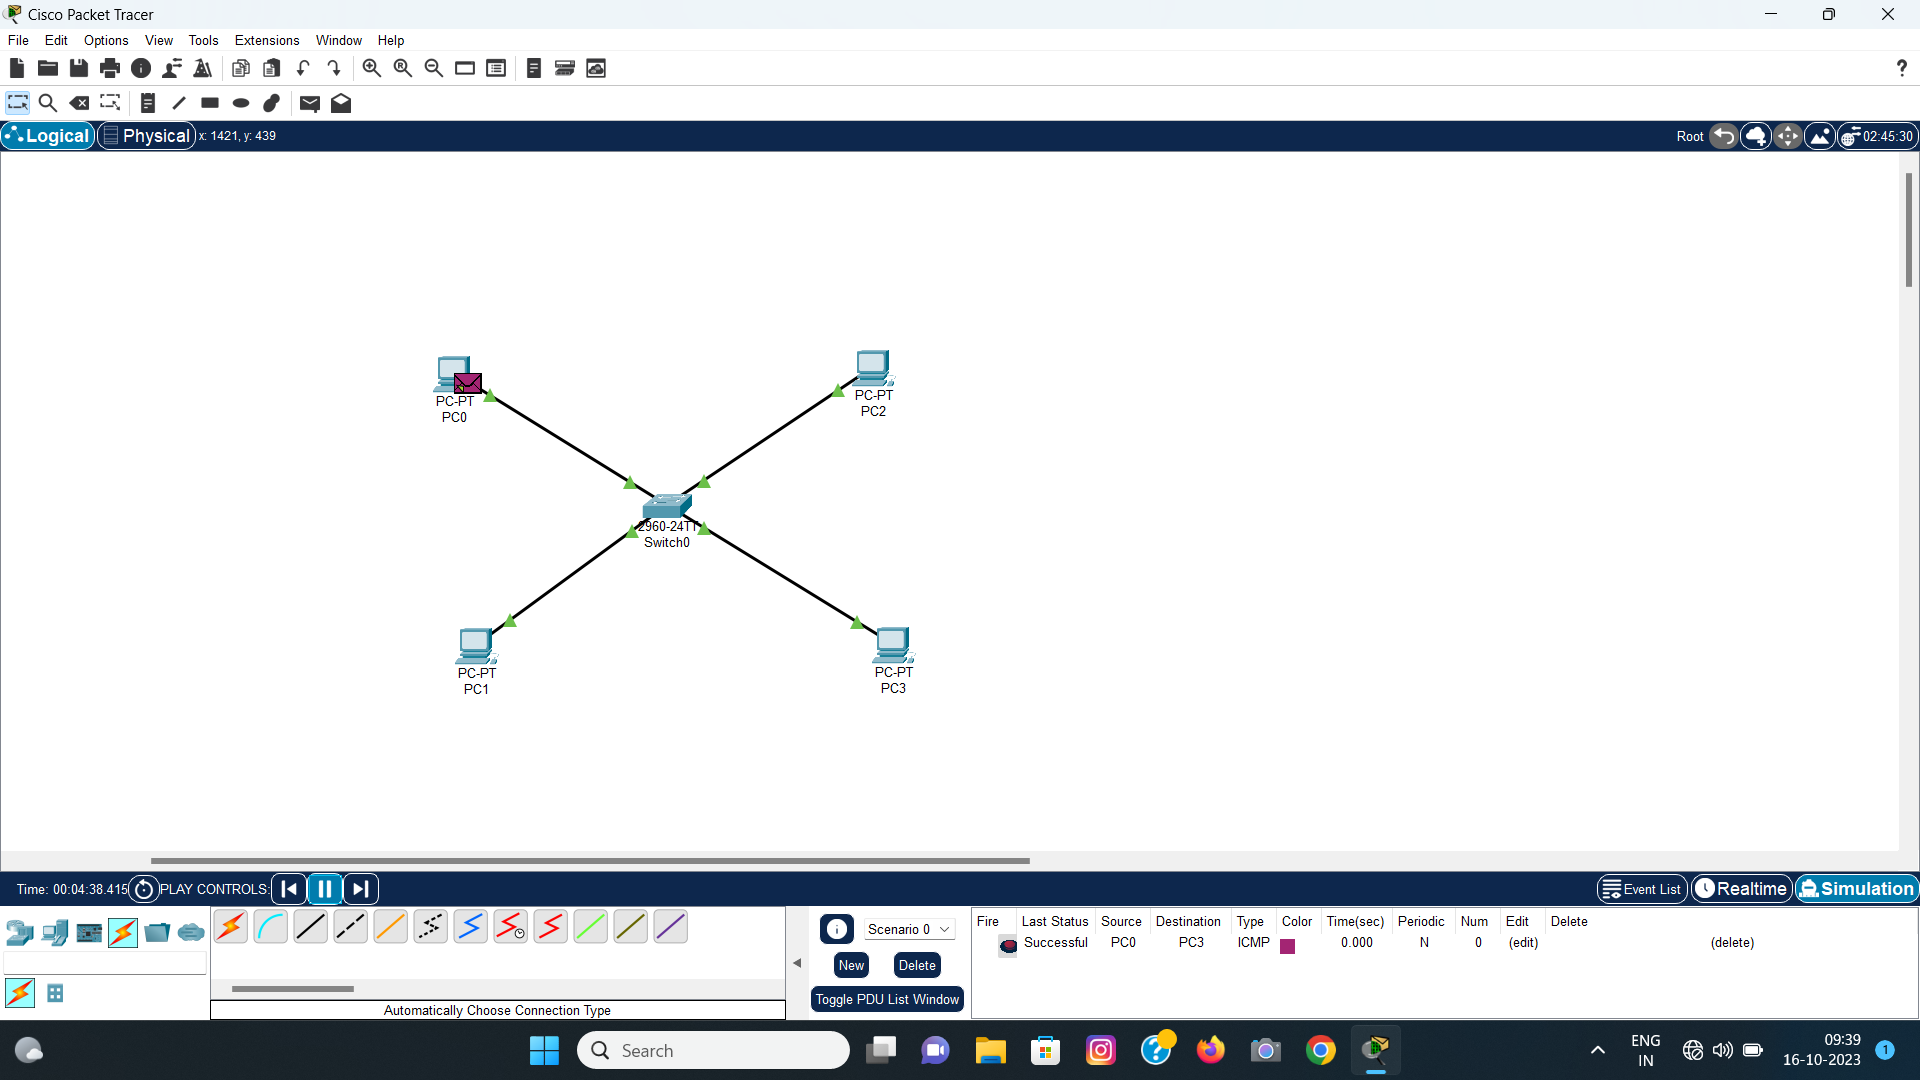 Cisco Packet Tracer
File Edit Options View Tools Extensions Window Help
Logical Physical x: 1421, y: 439 Root 02:45:30
PC-PT
PC0
PC-PT
PC2
2960-24TT
Switch0
PC-PT
PC1
PC-PT
PC3
Time: 00:04:38.415 PLAY CONTROLS: Event List Realtime Simulation
Scenario 0
New Delete
Toggle PDU List Window
Fire Last Status Source Destination Type Color Time(sec) Periodic Num Edit Delete
Successful PC0 PC3 ICMP 0.000 N 0 (edit) (delete)
Automatically Choose Connection Type
Search
ENG
IN
09:39
16-10-2023
1